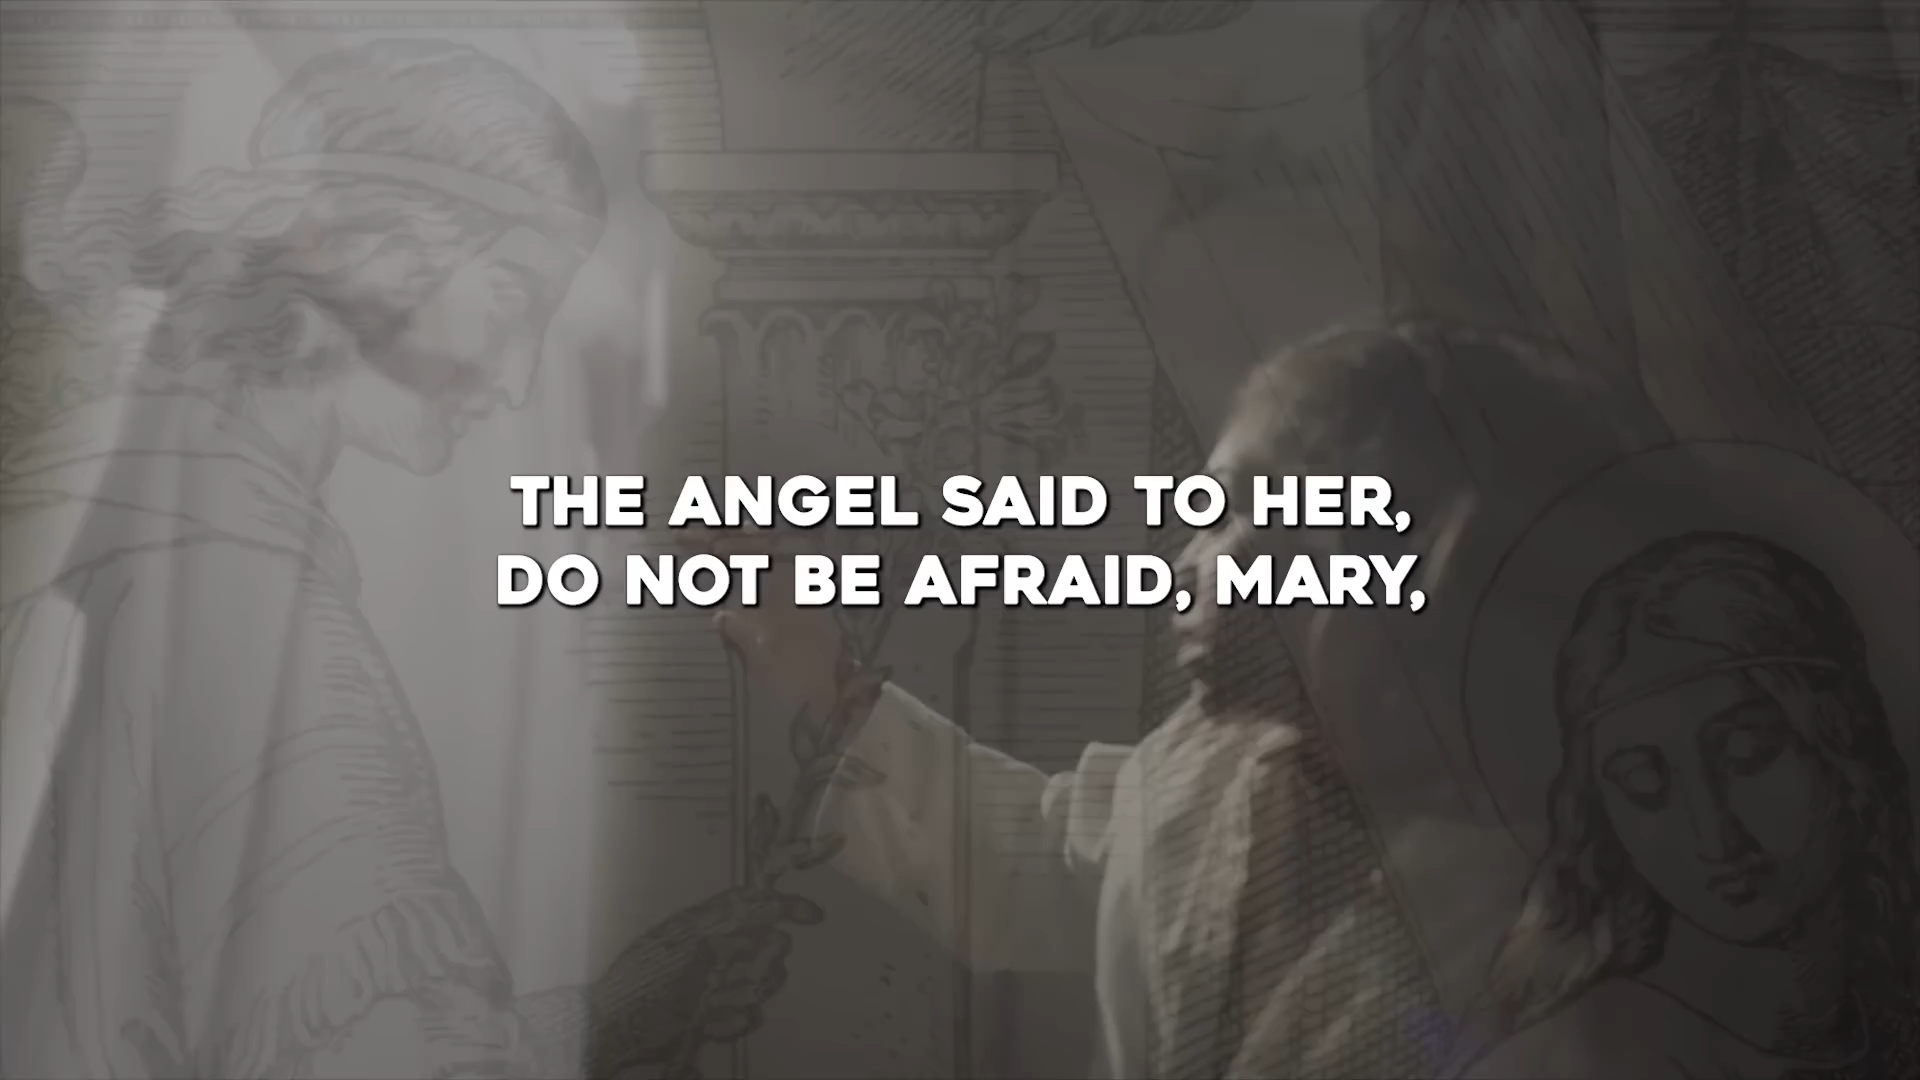 THE ANGEL SAID TO HER,
DO NOT BE AFRAID, MARY,